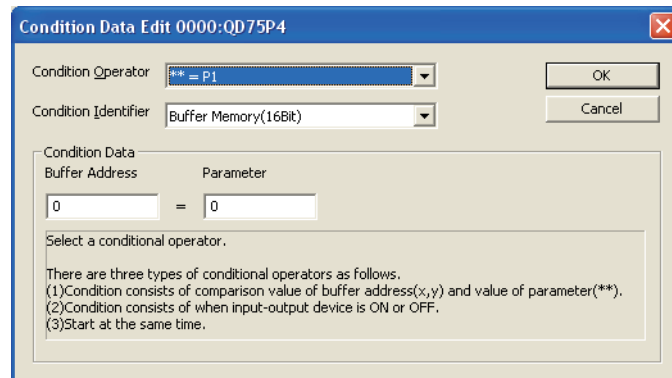 Condition Data Edit 0000:QD75P4
Condition Operator
** = P1
OK
Condition Identifier
Buffer Memory(16Bit)
Cancel
Condition Data
Buffer Address Parameter
0 = 0
Select a conditional operator.
There are three types of conditional operators as follows.
(1)Condition consists of comparison value of buffer address(x,y) and value of parameter(**).
(2)Condition consists of when input-output device is ON or OFF.
(3)Start at the same time.